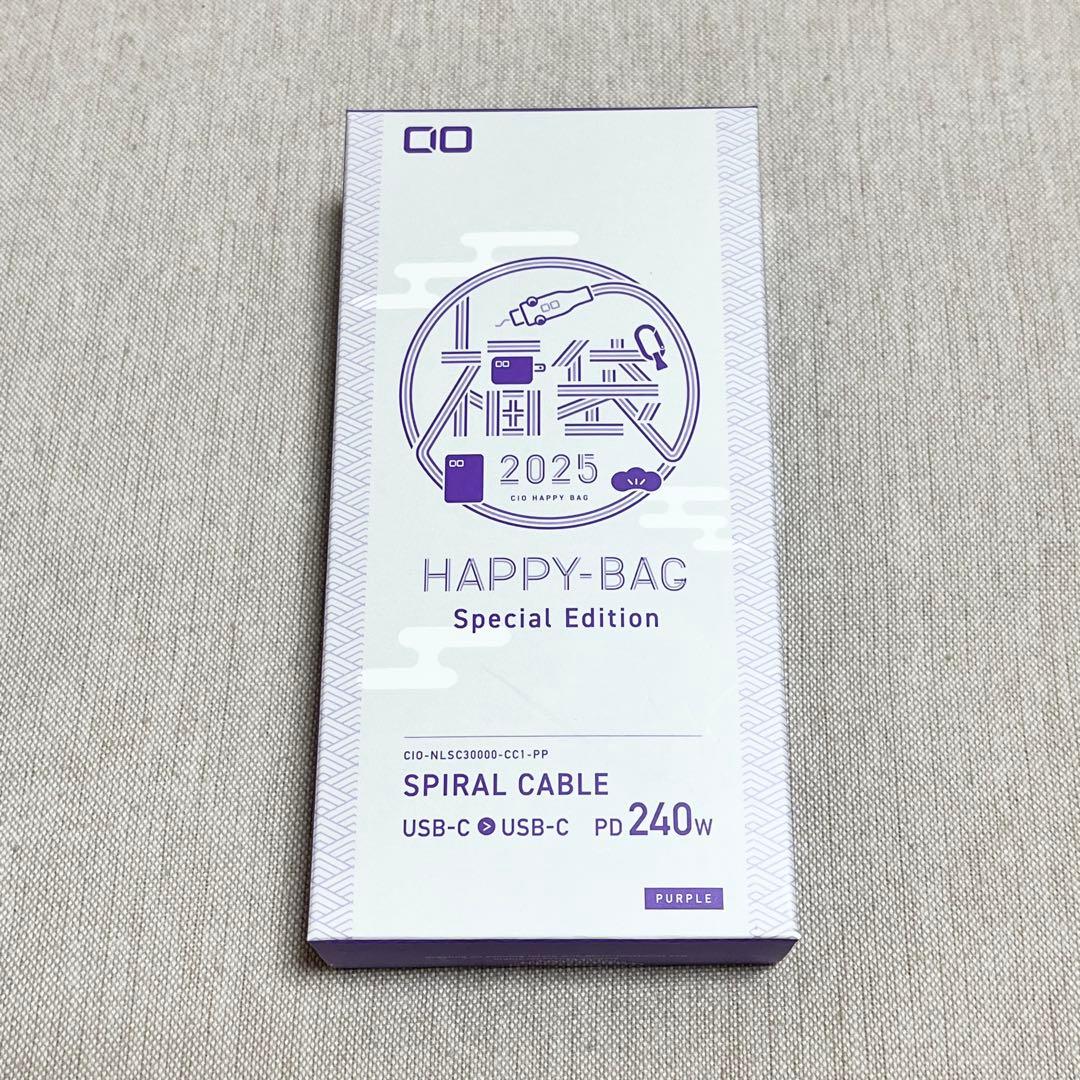 CIO
福袋
2025
CIO HAPPY BAG
HAPPY-BAG
Special Edition
CIO-NLSC30000-CC1-PP
SPIRAL CABLE
USB-C > USB-C PD 240W
PURPLE